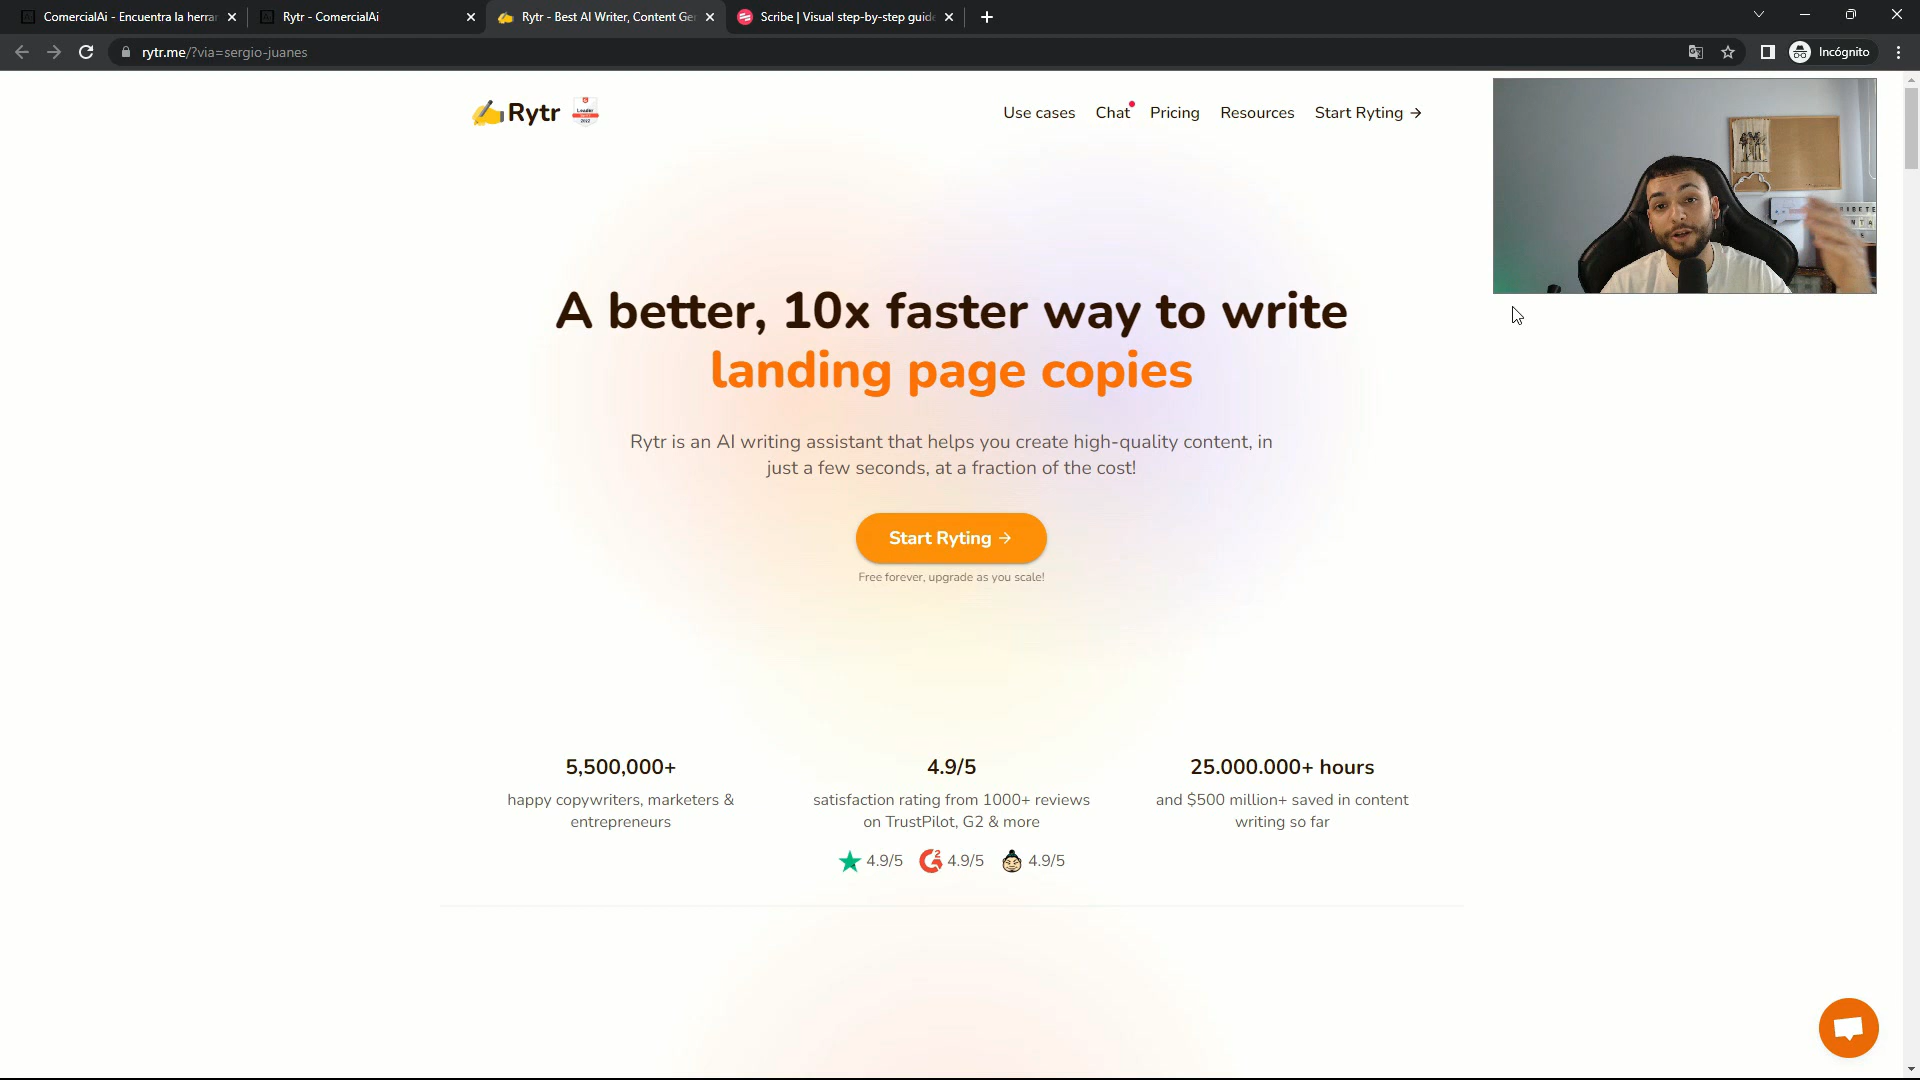 ComercialAi - Encuentra la herrar
Rytr - ComercialAi
Rytr - Best AI Writer, Content Ge
Scribe | Visual step-by-step guid
rytr.me/?via=sergio-juanes
Incógnito
Rytr
Leader
2022
Use cases
Chat
Pricing
Resources
Start Ryting →
A better, 10x faster way to write
landing page copies
Rytr is an AI writing assistant that helps you create high-quality content, in
just a few seconds, at a fraction of the cost!
Start Ryting →
Free forever, upgrade as you scale!
5,500,000+
happy copywriters, marketers &
entrepreneurs
4.9/5
satisfaction rating from 1000+ reviews
on TrustPilot, G2 & more
4.9/5
4.9/5
4.9/5
25.000.000+ hours
and $500 million+ saved in content
writing so far